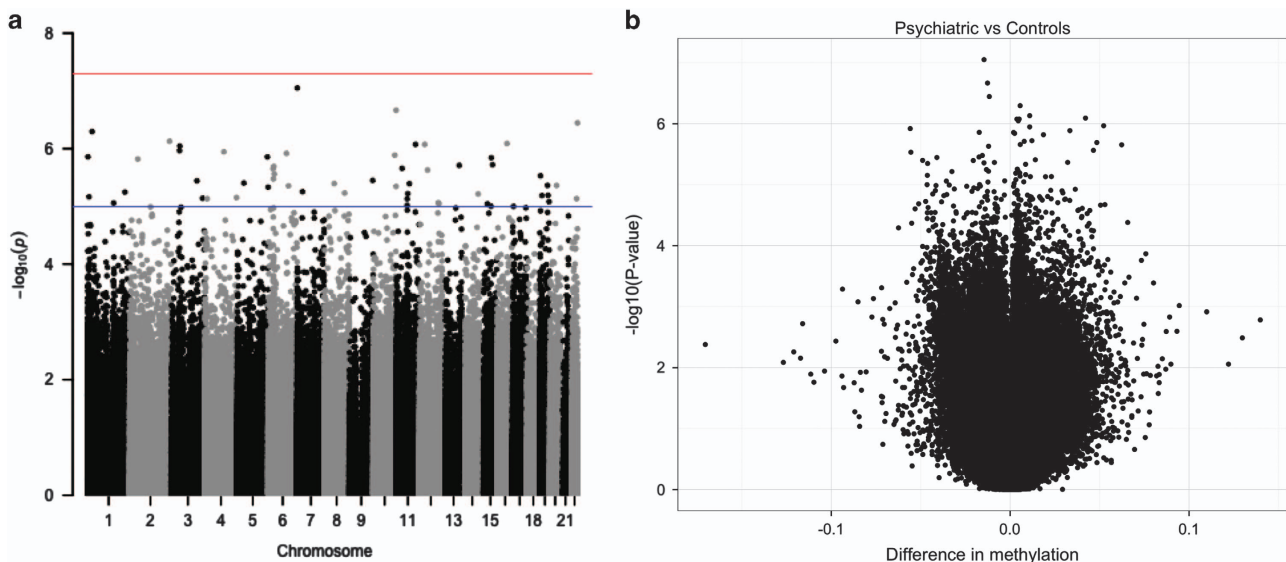 a
8
6
4
2
0
−log₁₀(p)
1 2 3 4 5 6 7 8 9 11 13 15 18 21
Chromosome
b
Psychiatric vs Controls
6
4
2
0
-log10(P-value)
-0.1 0.0 0.1
Difference in methylation